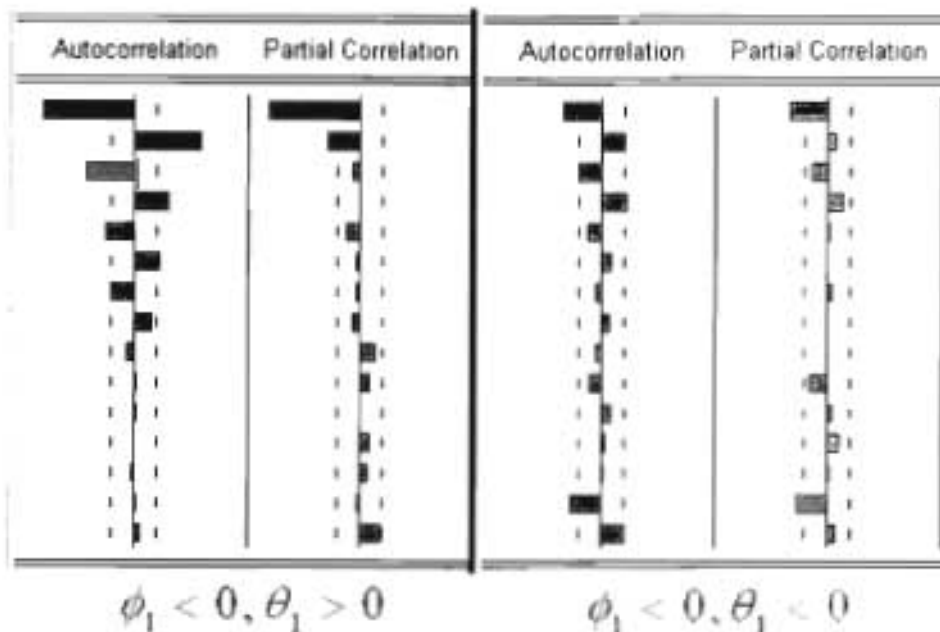 Autocorrelation Partial Correlation Autocorrelation Partial Correlation
ϕ₁ < 0, θ₁ > 0 ϕ₁ < 0, θ₁ < 0